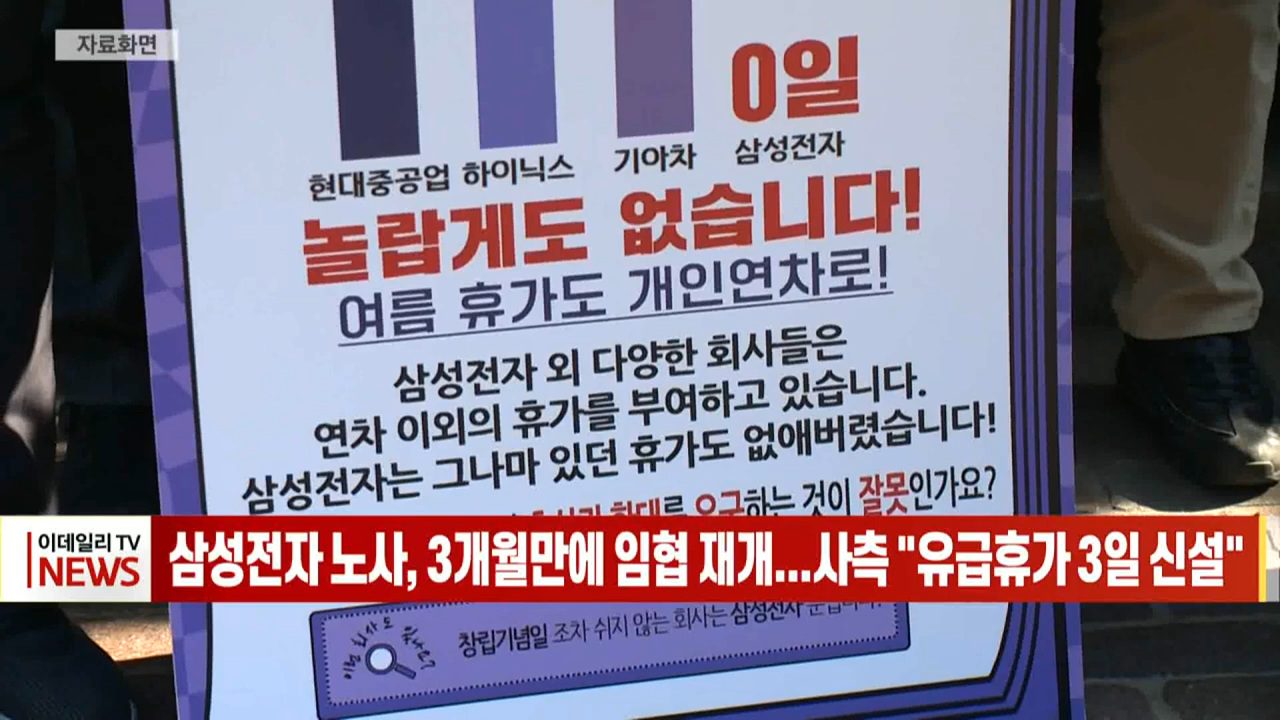 자료화면
0일
현대중공업 하이닉스 기아차 삼성전자
놀랍게도 없습니다!
여름 휴가도 개인연차로!
삼성전자 외 다양한 회사들은
연차 이외의 휴가를 부여하고 있습니다.
삼성전자는 그나마 있던 휴가도 없애버렸습니다!
요구하는 것이 잘못인가요?
이데일리TV
NEWS
삼성전자 노사, 3개월만에 임협 재개...사측 "유급휴가 3일 신설"
창립기념일 조차 쉬지 않는 회사는 삼성전자